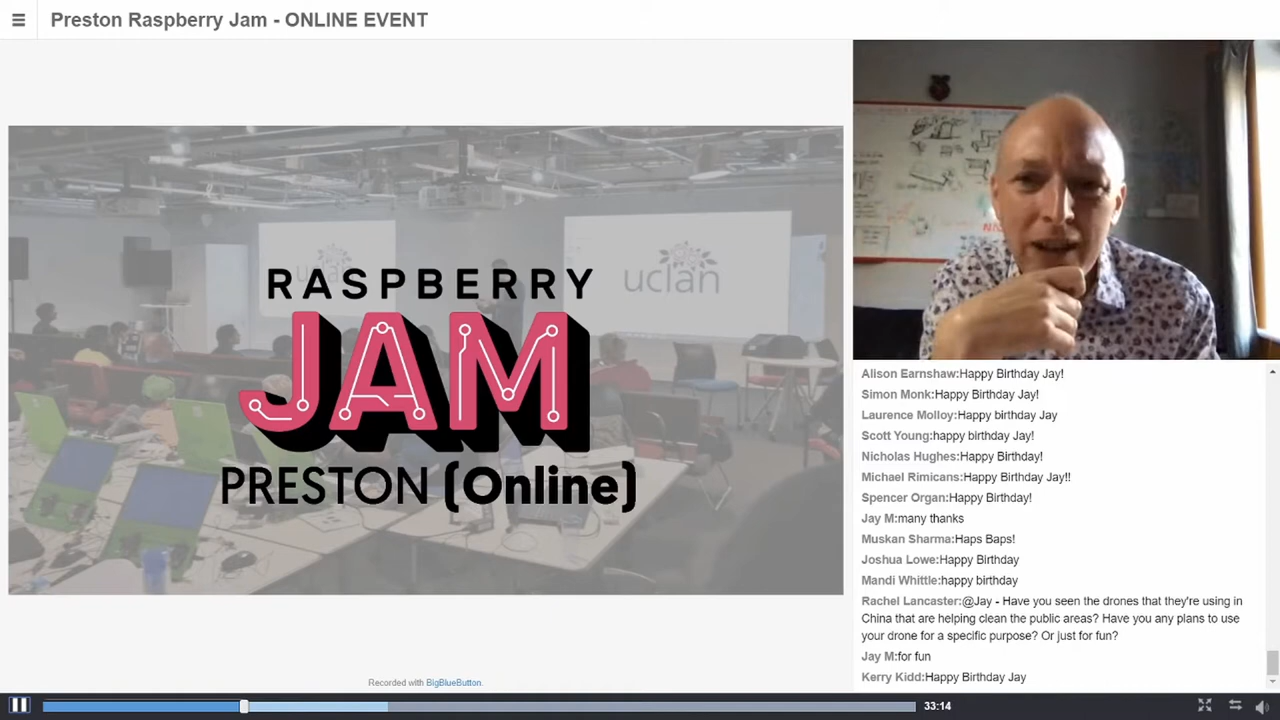 Preston Raspberry Jam - ONLINE EVENT
uclan
uclan
RASPBERRY
JAM
PRESTON (Online)
Alison Earnshaw:Happy Birthday Jay!
Simon Monk:Happy Birthday Jay!
Laurence Molloy:Happy birthday Jay
Scott Young:happy birthday Jay!
Nicholas Hughes:Happy Birthday!
Michael Rimicans:Happy Birthday Jay!!
Spencer Organ:Happy Birthday!
Jay M:many thanks
Muskan Sharma:Haps Baps!
Joshua Lowe:Happy Birthday
Mandi Whittle:happy birthday
Rachel Lancaster:@Jay - Have you seen the drones that they're using in
China that are helping clean the public areas? Have you any plans to use
your drone for a specific purpose? Or just for fun?
Jay M:for fun
Kerry Kidd:Happy Birthday Jay
Recorded with BigBlueButton.
33:14